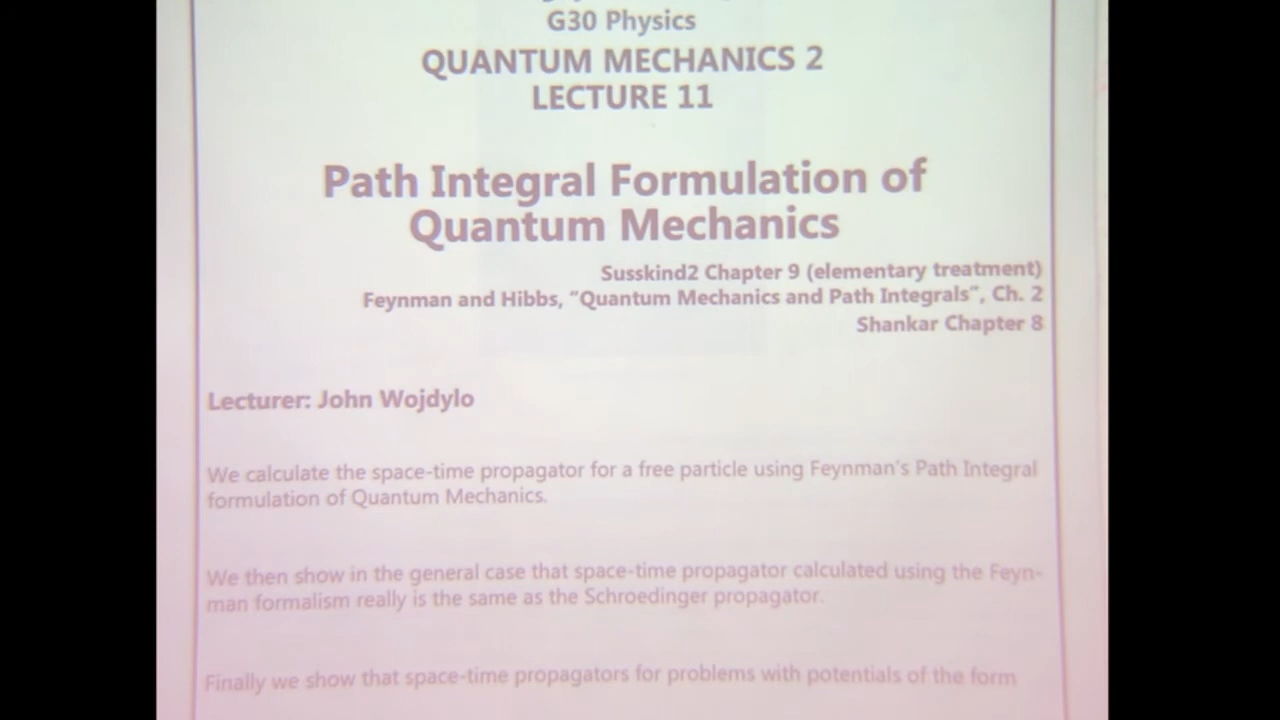 G30 Physics
QUANTUM MECHANICS 2
LECTURE 11
Path Integral Formulation of
Quantum Mechanics
Susskind2 Chapter 9 (elementary treatment)
Feynman and Hibbs, "Quantum Mechanics and Path Integrals", Ch. 2
Shankar Chapter 8
Lecturer: John Wojdylo
We calculate the space-time propagator for a free particle using Feynman's Path Integral
formulation of Quantum Mechanics.
We then show in the general case that space-time propagator calculated using the Feyn-
man formalism really is the same as the Schroedinger propagator.
Finally we show that space-time propagators for problems with potentials of the form